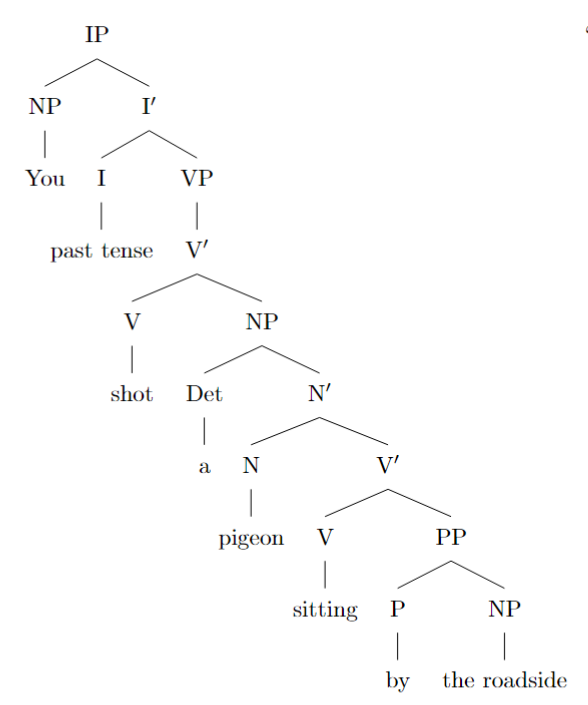 IP
NP I′
You I VP
past tense V′
V NP
shot Det N′
a N V′
pigeon V PP
sitting P NP
by the roadside